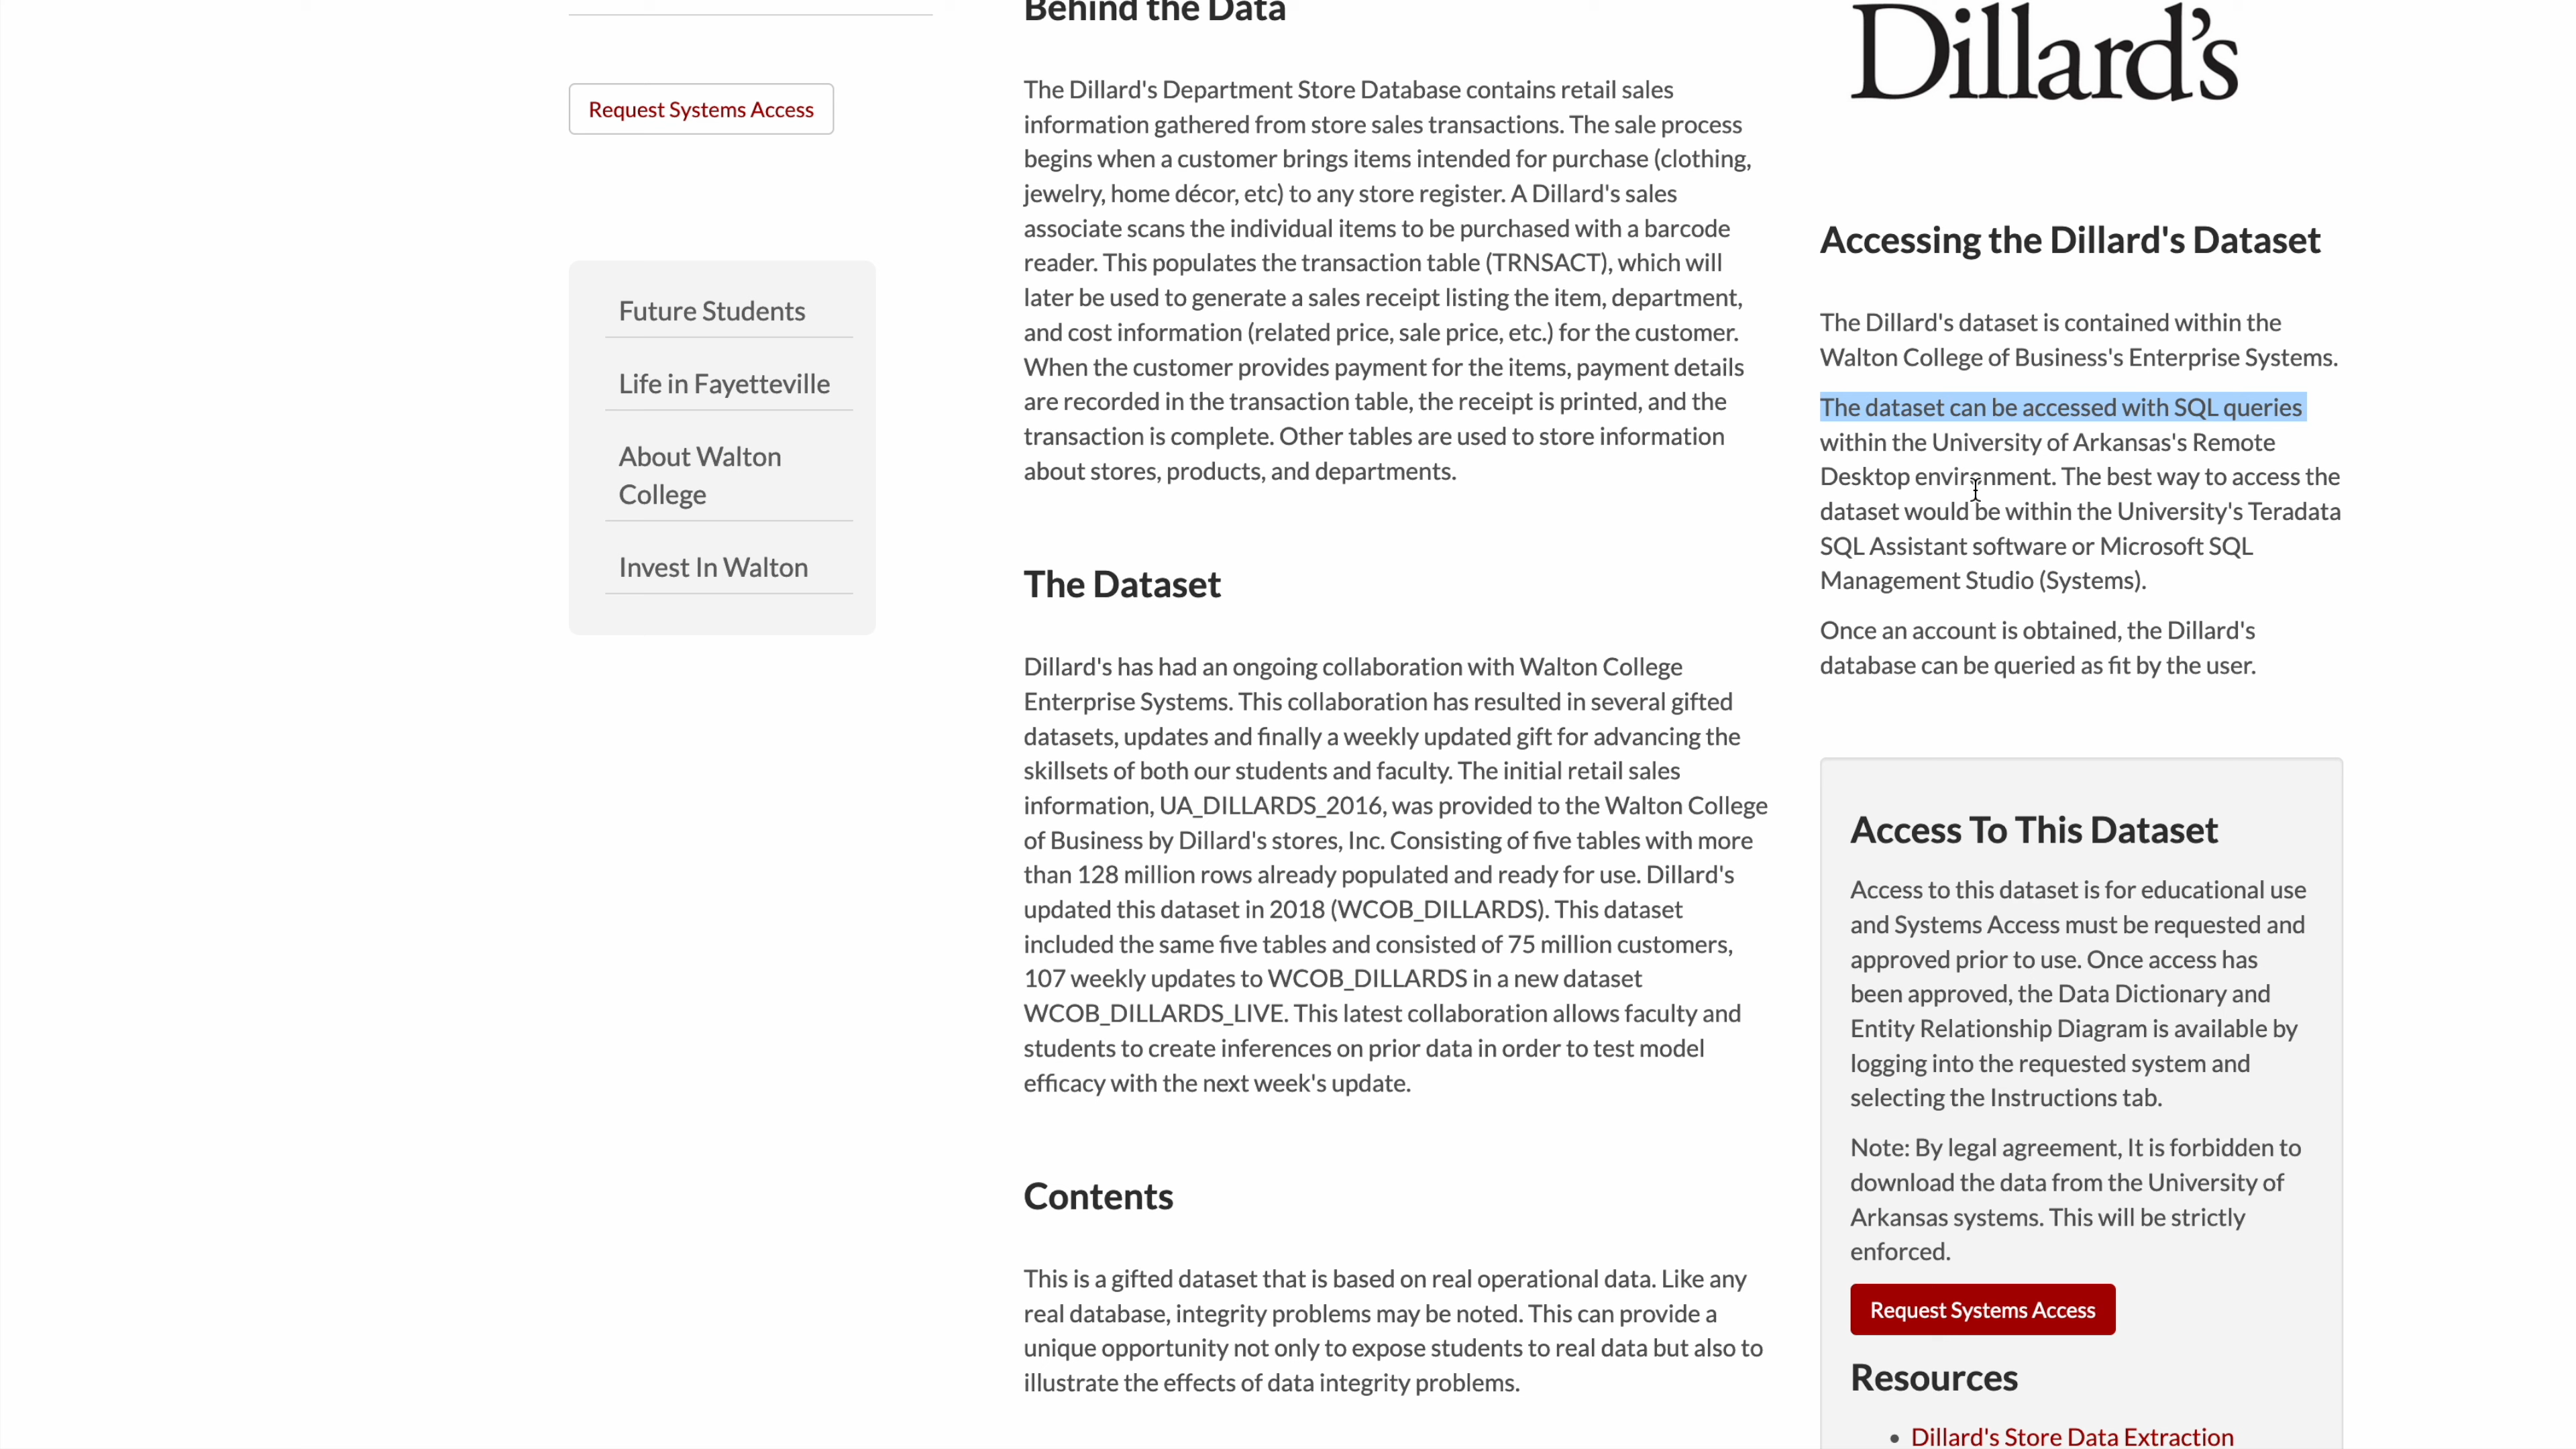 Request Systems Access
Future Students
Life in Fayetteville
About Walton
College
Invest In Walton
Behind the Data
The Dillard's Department Store Database contains retail sales
information gathered from store sales transactions. The sale process
begins when a customer brings items intended for purchase (clothing,
jewelry, home décor, etc) to any store register. A Dillard's sales
associate scans the individual items to be purchased with a barcode
reader. This populates the transaction table (TRNSACT), which will
later be used to generate a sales receipt listing the item, department,
and cost information (related price, sale price, etc.) for the customer.
When the customer provides payment for the items, payment details
are recorded in the transaction table, the receipt is printed, and the
transaction is complete. Other tables are used to store information
about stores, products, and departments.
The Dataset
Dillard's has had an ongoing collaboration with Walton College
Enterprise Systems. This collaboration has resulted in several gifted
datasets, updates and finally a weekly updated gift for advancing the
skillsets of both our students and faculty. The initial retail sales
information, UA_DILLARDS_2016, was provided to the Walton College
of Business by Dillard's stores, Inc. Consisting of five tables with more
than 128 million rows already populated and ready for use. Dillard's
updated this dataset in 2018 (WCOB_DILLARDS). This dataset
included the same five tables and consisted of 75 million customers,
107 weekly updates to WCOB_DILLARDS in a new dataset
WCOB_DILLARDS_LIVE. This latest collaboration allows faculty and
students to create inferences on prior data in order to test model
efficacy with the next week's update.
Contents
This is a gifted dataset that is based on real operational data. Like any
real database, integrity problems may be noted. This can provide a
unique opportunity not only to expose students to real data but also to
illustrate the effects of data integrity problems.
Dillard's
Accessing the Dillard's Dataset
The Dillard's dataset is contained within the
Walton College of Business's Enterprise Systems.
The dataset can be accessed with SQL queries
within the University of Arkansas's Remote
Desktop environment. The best way to access the
dataset would be within the University's Teradata
SQL Assistant software or Microsoft SQL
Management Studio (Systems).
Once an account is obtained, the Dillard's
database can be queried as fit by the user.
Access To This Dataset
Access to this dataset is for educational use
and Systems Access must be requested and
approved prior to use. Once access has
been approved, the Data Dictionary and
Entity Relationship Diagram is available by
logging into the requested system and
selecting the Instructions tab.
Note: By legal agreement, It is forbidden to
download the data from the University of
Arkansas systems. This will be strictly
enforced.
Request Systems Access
Resources
• Dillard's Store Data Extraction